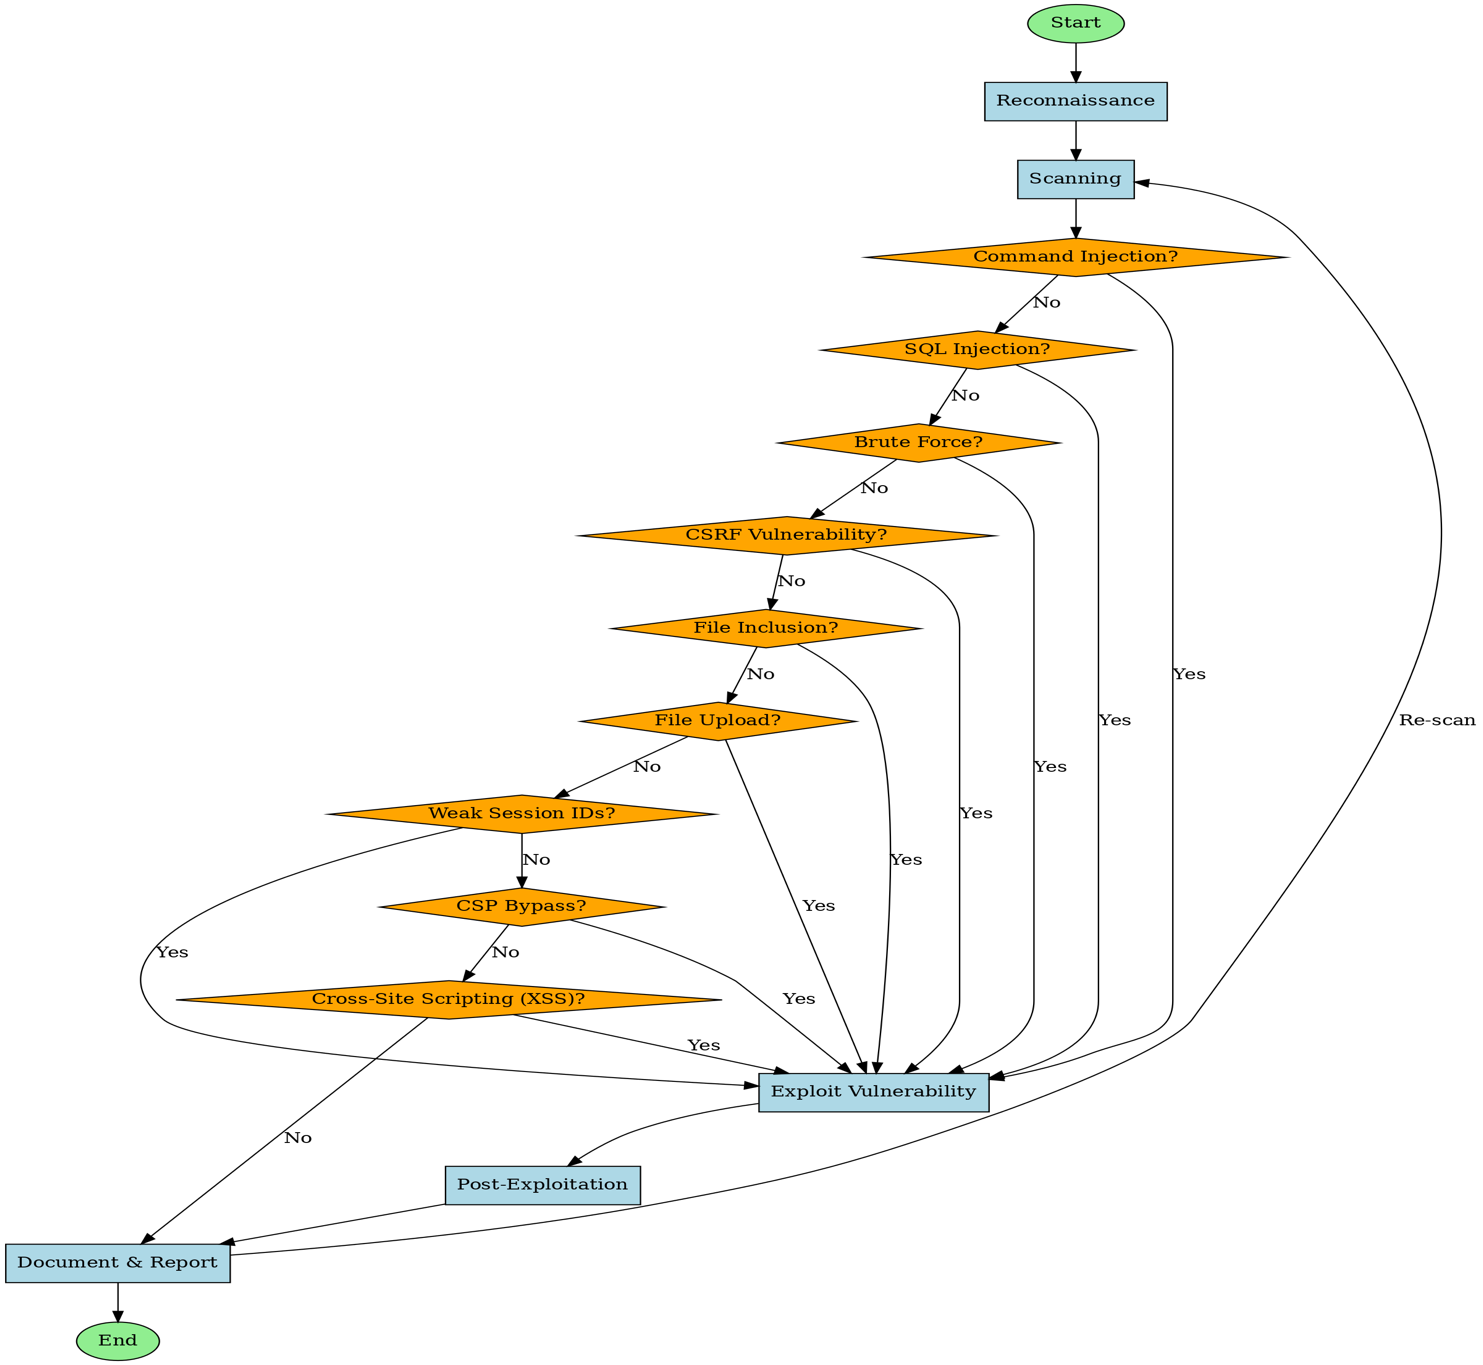 Start
Reconnaissance
Scanning
Command Injection?
No
SQL Injection?
No
Brute Force?
No
CSRF Vulnerability?
No
File Inclusion?
No
Yes
File Upload?
Yes
Re-scan
No
Yes
Weak Session IDs?
Yes
No
Yes
CSP Bypass?
Yes
Yes
No
Cross-Site Scripting (XSS)?
Yes
Yes
Exploit Vulnerability
No
Post-Exploitation
Document & Report
End